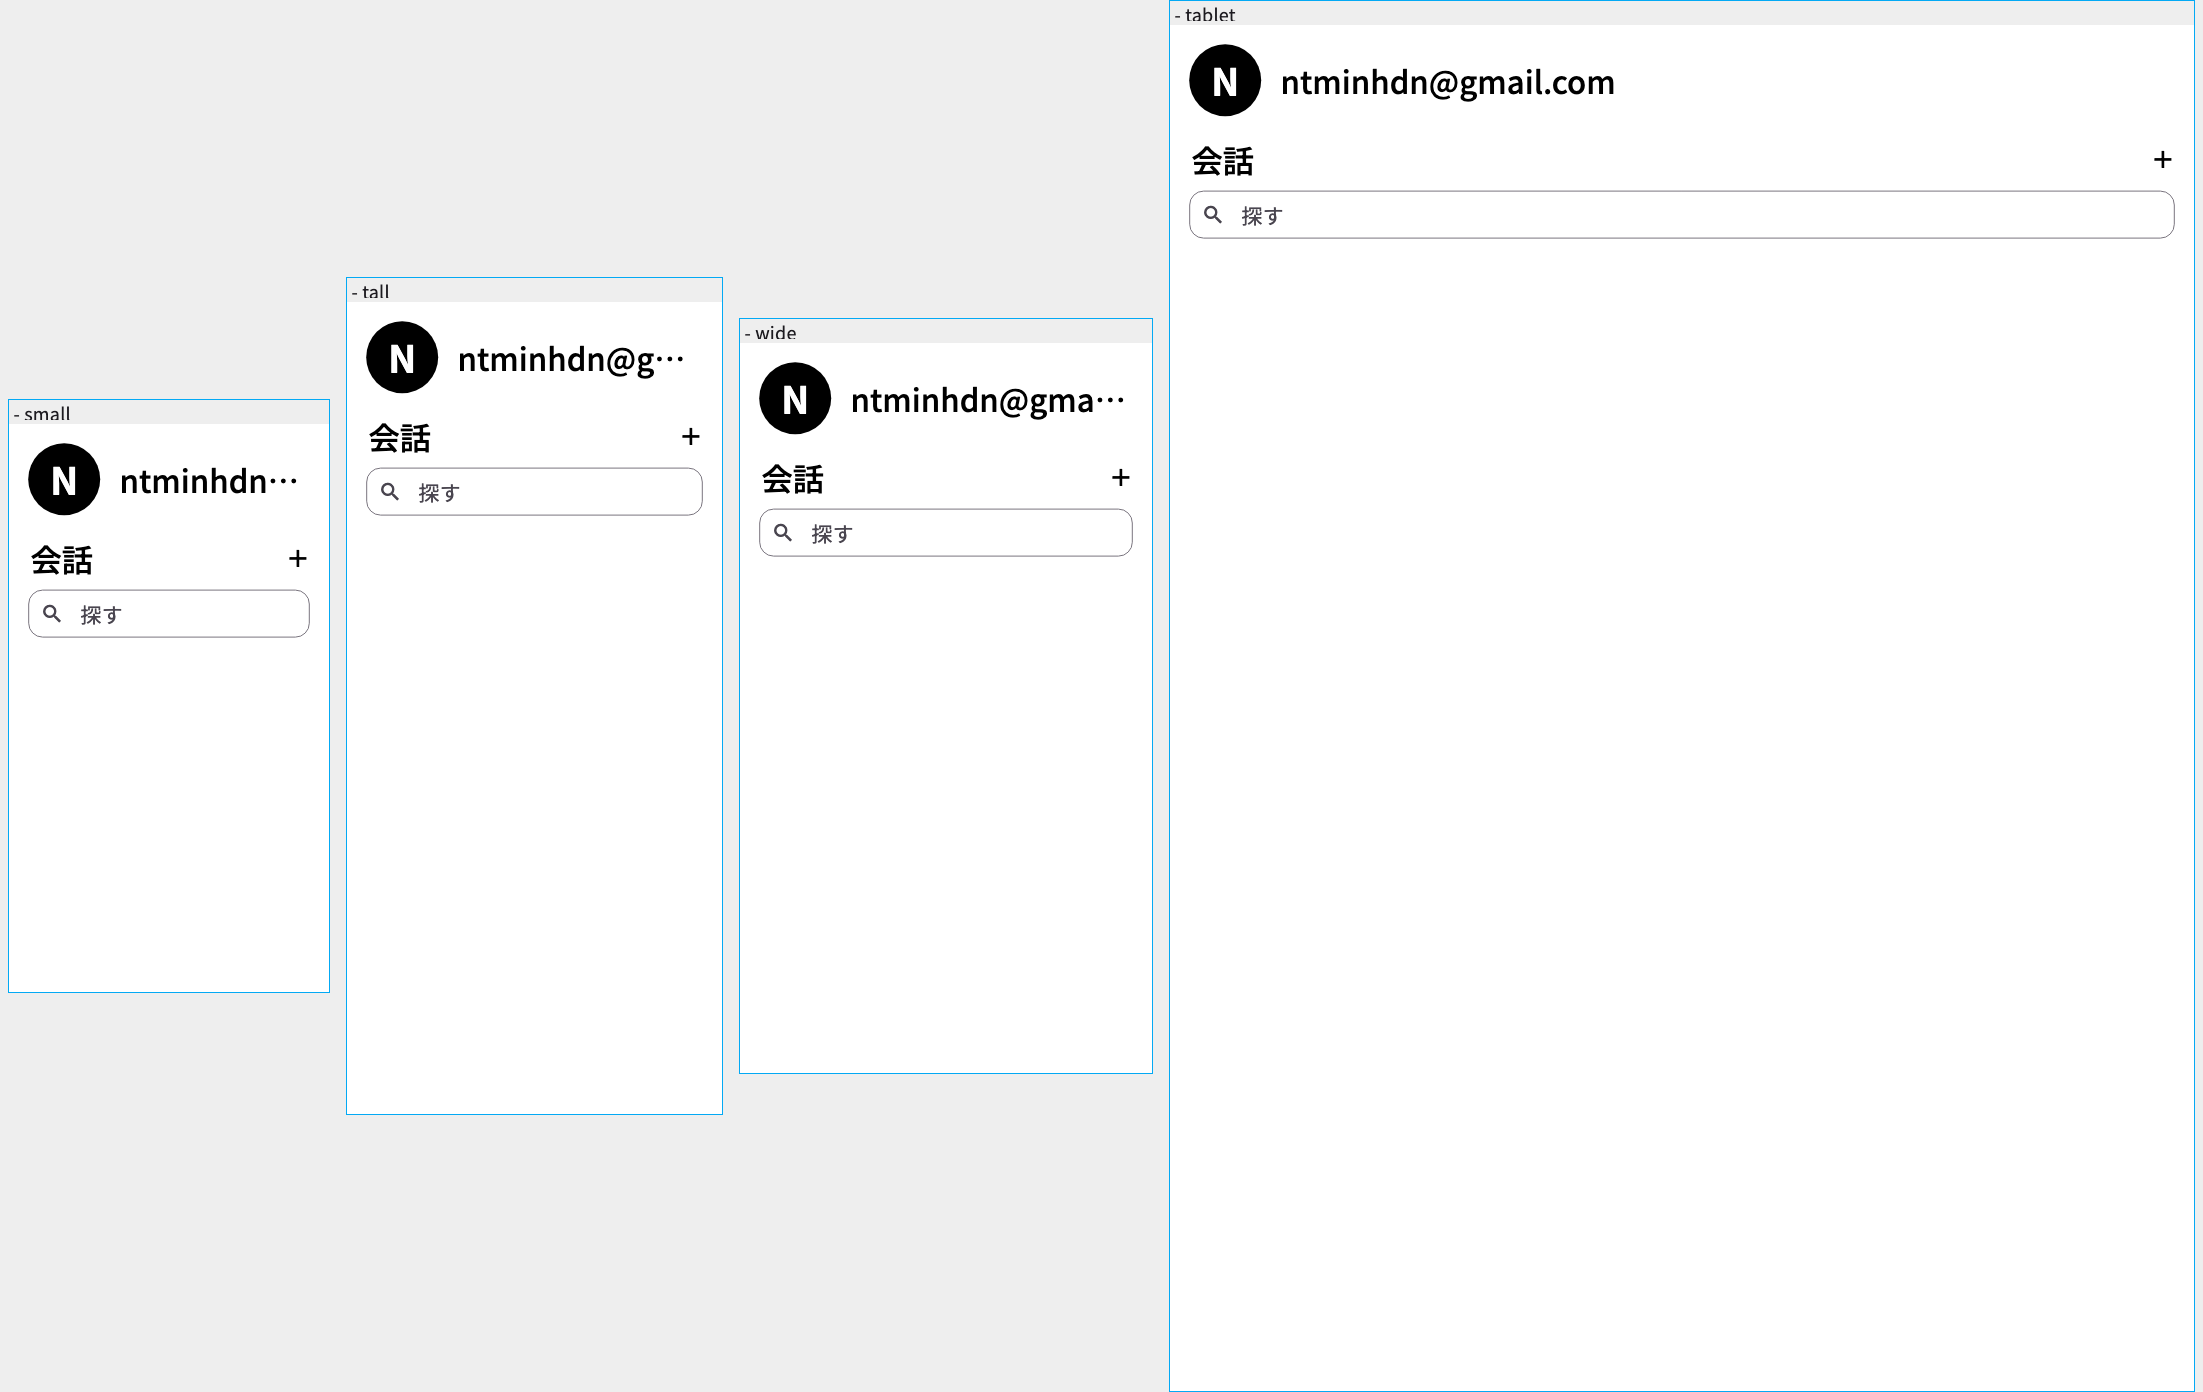 - small
N
ntminhdn…
会話 +
探す
- tall
N
ntminhdn@g…
会話 +
探す
- wide
N
ntminhdn@gma…
会話 +
探す
- tablet
N
ntminhdn@gmail.com
会話 +
探す